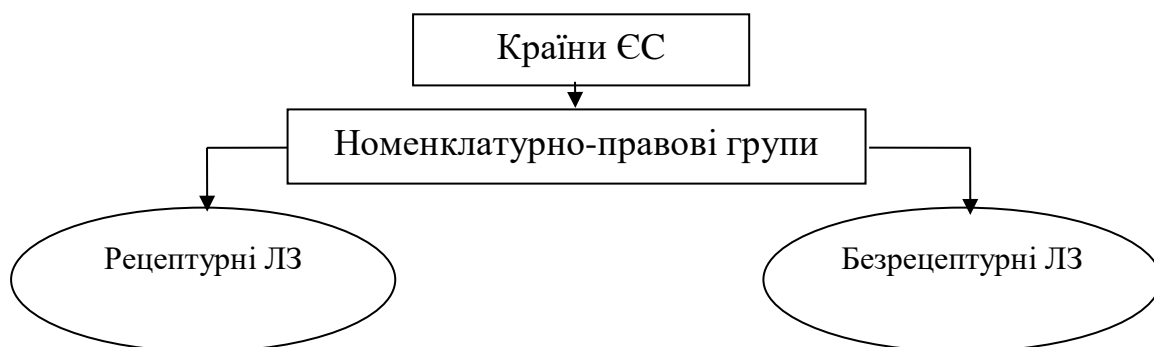 Країни ЄС
Номенклатурно-правові групи
Рецептурні ЛЗ
Безрецептурні ЛЗ